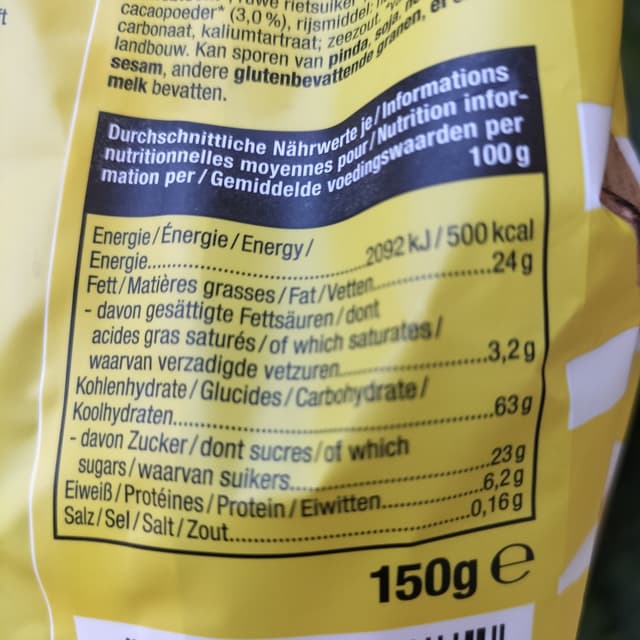 ft
rietsuiker
cacaopoeder* (3,0%), rijsmiddel:
carbonaat, kaliumtartraat; zeezout.
landbouw. Kan sporen van pinda, soja,
sesam, andere glutenbevattende granen, ei
melk bevatten.
Durchschnittliche Nährwerte je/Informations
nutritionnelles moyennes pour/Nutrition infor-
mation per/Gemiddelde voedingswaarden per
100 g
Energie/Énergie/Energy/
Energie..................2092 kJ/500 kcal
Fett/Matières grasses/Fat/Vetten..........24 g
- davon gesättigte Fettsäuren/dont
acides gras saturés/of which saturates/
waarvan verzadigde vetzuren..........3,2 g
Kohlenhydrate/Glucides/Carbohydrate/
Koolhydraten..........63 g
- davon Zucker/dont sucres/of which
sugars/waarvan suikers..........23 g
Eiweiß/Protéines/Protein/Eiwitten..........6,2 g
Salz/Sel/Salt/Zout..........0,16 g
150g e